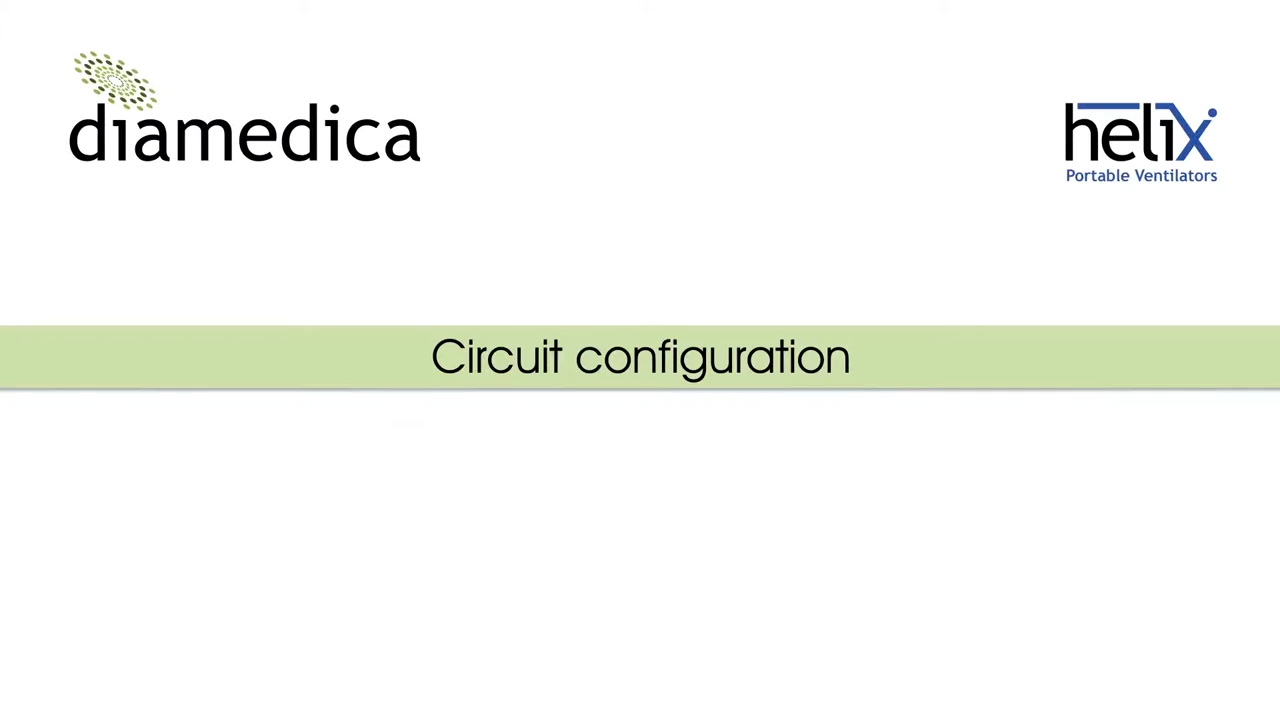 diamedica
helix
Portable Ventilators
Circuit configuration